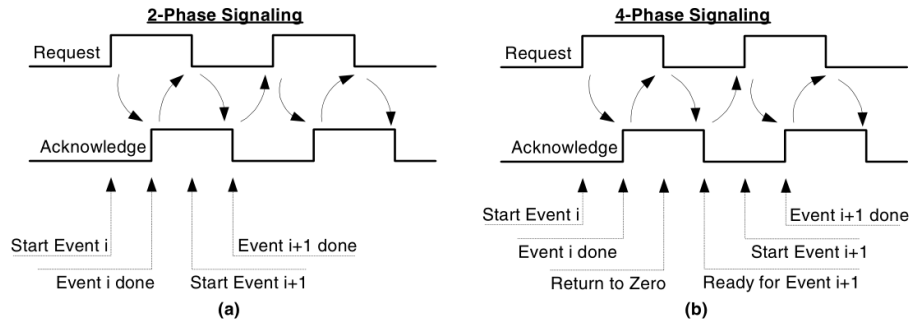 2-Phase Signaling
Request
Acknowledge
Start Event i
Event i+1 done
Event i done
Start Event i+1
(a)
4-Phase Signaling
Request
Acknowledge
Start Event i
Event i+1 done
Event i done
Start Event i+1
Return to Zero
Ready for Event i+1
(b)